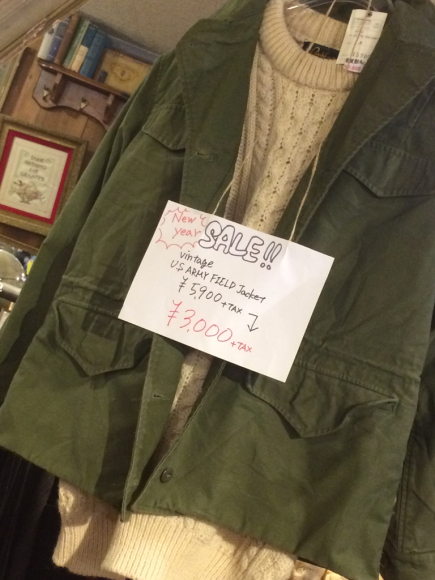 New
year
SALE!!
vintage
U.S ARMY FIELD Jacket
¥5,900+TAX
¥3,000+TAX